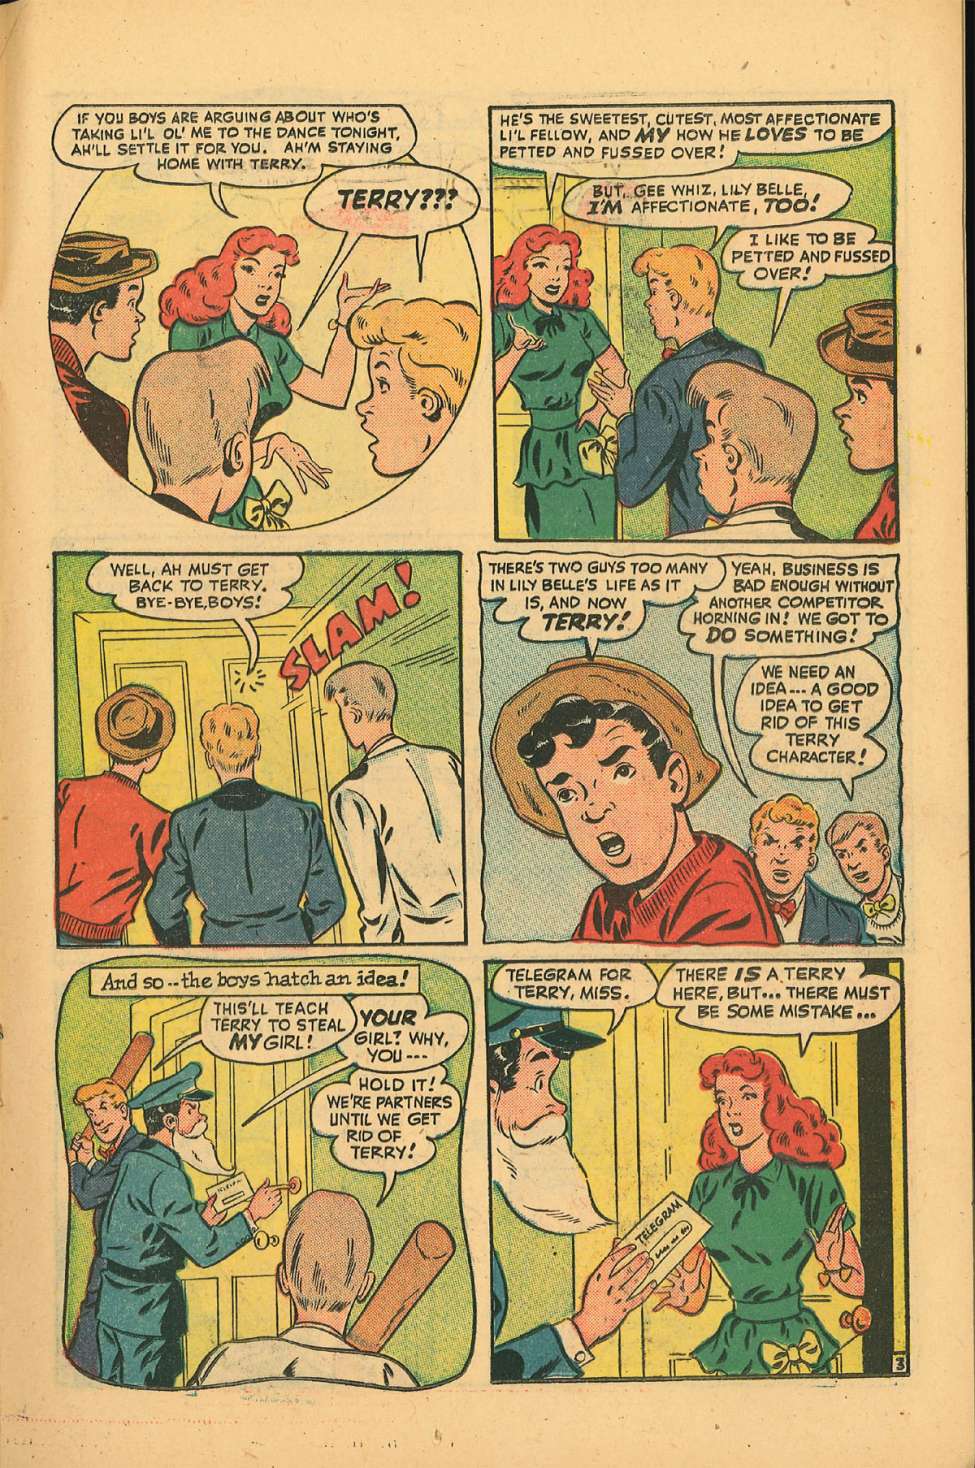 IF YOU BOYS ARE ARGUING ABOUT WHO'S
TAKING LI'L OL' ME TO THE DANCE TONIGHT,
AH'LL SETTLE IT FOR YOU. AH'M STAYING
HOME WITH TERRY.
TERRY???
HE'S THE SWEETEST, CUTEST, MOST AFFECTIONATE
LI'L FELLOW, AND MY HOW HE LOVES TO BE
PETTED AND FUSSED OVER!
BUT, GEE WHIZ, LILY BELLE,
I'M AFFECTIONATE, TOO!
I LIKE TO BE
PETTED AND FUSSED
OVER!
WELL, AH MUST GET
BACK TO TERRY.
BYE-BYE, BOYS!
SLAM!
THERE'S TWO GUYS TOO MANY
IN LILY BELLE'S LIFE AS IT
IS, AND NOW
TERRY!
YEAH, BUSINESS IS
BAD ENOUGH WITHOUT
ANOTHER COMPETITOR
HORNING IN! WE GOT TO
DO SOMETHING!
WE NEED AN
IDEA--- A GOOD
IDEA TO GET
RID OF THIS
TERRY
CHARACTER!
And so -- the boys hatch an idea!
THIS'LL TEACH
TERRY TO STEAL
MY GIRL!
YOUR
GIRL? WHY,
YOU---
HOLD IT!
WE'RE PARTNERS
UNTIL WE GET
RID OF
TERRY!
TELEGRAM FOR
TERRY, MISS.
THERE IS A TERRY
HERE, BUT... THERE MUST
BE SOME MISTAKE...
TELEGRAM
3